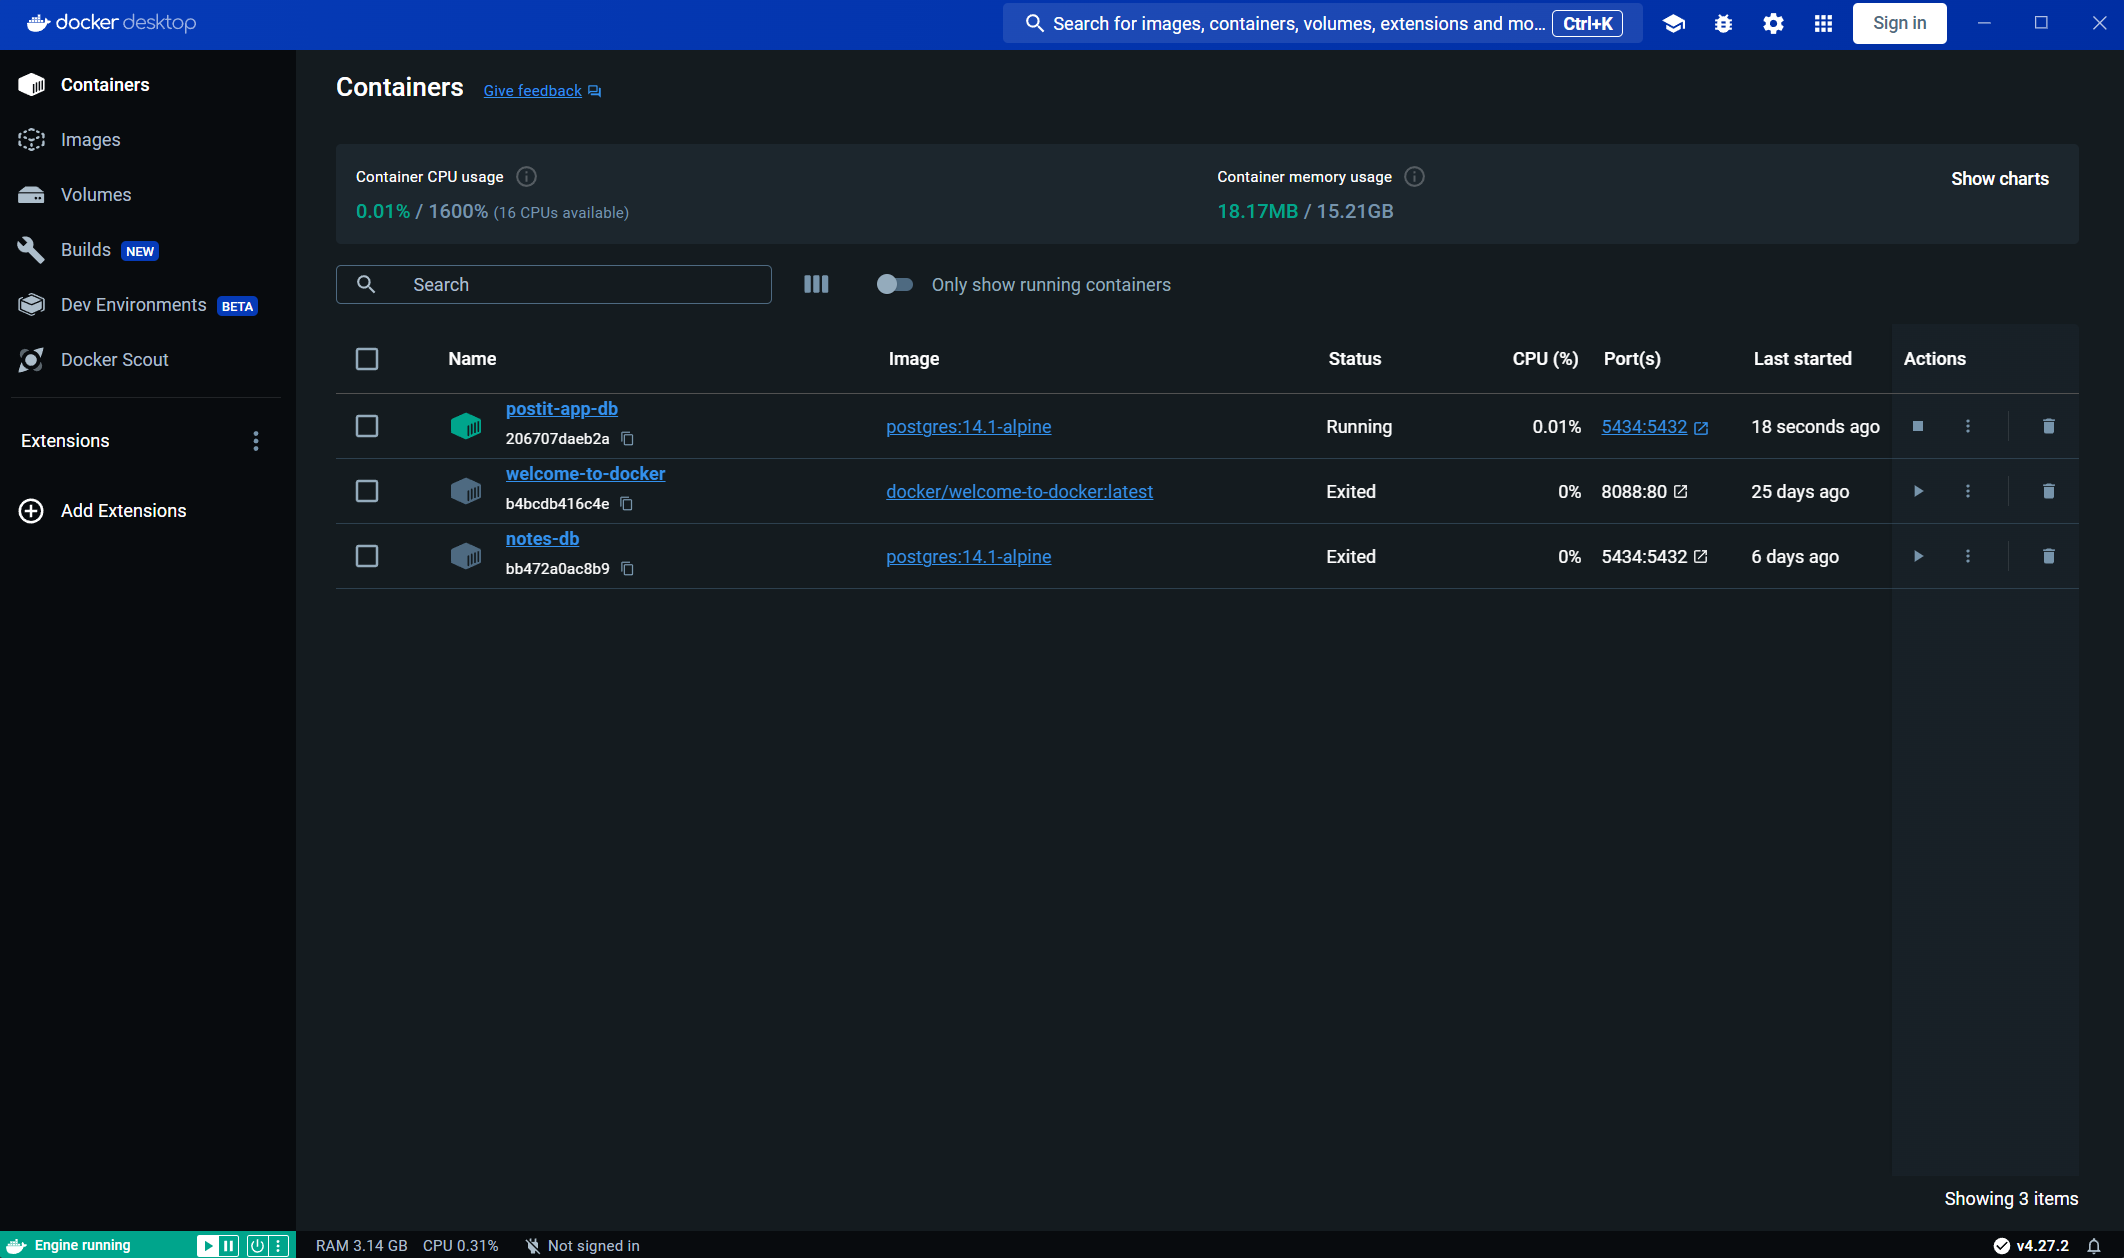 docker desktop
Search for images, containers, volumes, extensions and mo... Ctrl+K
Sign in
Containers
Images
Volumes
Builds NEW
Dev Environments BETA
Docker Scout
Extensions
Add Extensions
Containers Give feedback
Container CPU usage
0.01% / 1600% (16 CPUs available)
Container memory usage
18.17MB / 15.21GB
Show charts
Search
Only show running containers
Name Image Status CPU (%) Port(s) Last started Actions
postit-app-db
206707daeb2a
postgres:14.1-alpine Running 0.01% 5434:5432 18 seconds ago
welcome-to-docker
b4bcdb416c4e
docker/welcome-to-docker:latest Exited 0% 8088:80 25 days ago
notes-db
bb472a0ac8b9
postgres:14.1-alpine Exited 0% 5434:5432 6 days ago
Showing 3 items
Engine running
RAM 3.14 GB CPU 0.31% Not signed in
v4.27.2